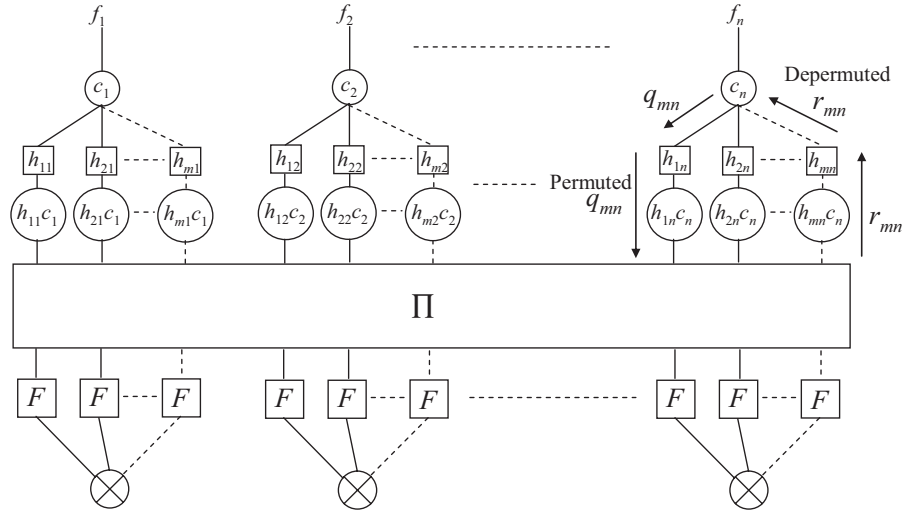 f₁ f₂ fₙ
c₁ c₂ cₙ
Depermuted
qₘₙ rₘₙ
h₁₁ h₂₁ hₘ₁ h₁₂ h₂₂ hₘ₂ h₁ₙ h₂ₙ hₘₙ
Permuted
qₘₙ
h₁₁c₁ h₂₁c₁ hₘ₁c₁ h₁₂c₂ h₂₂c₂ hₘ₂c₂ h₁ₙcₙ h₂ₙcₙ hₘₙcₙ rₘₙ
Π
F F F F F F F F F